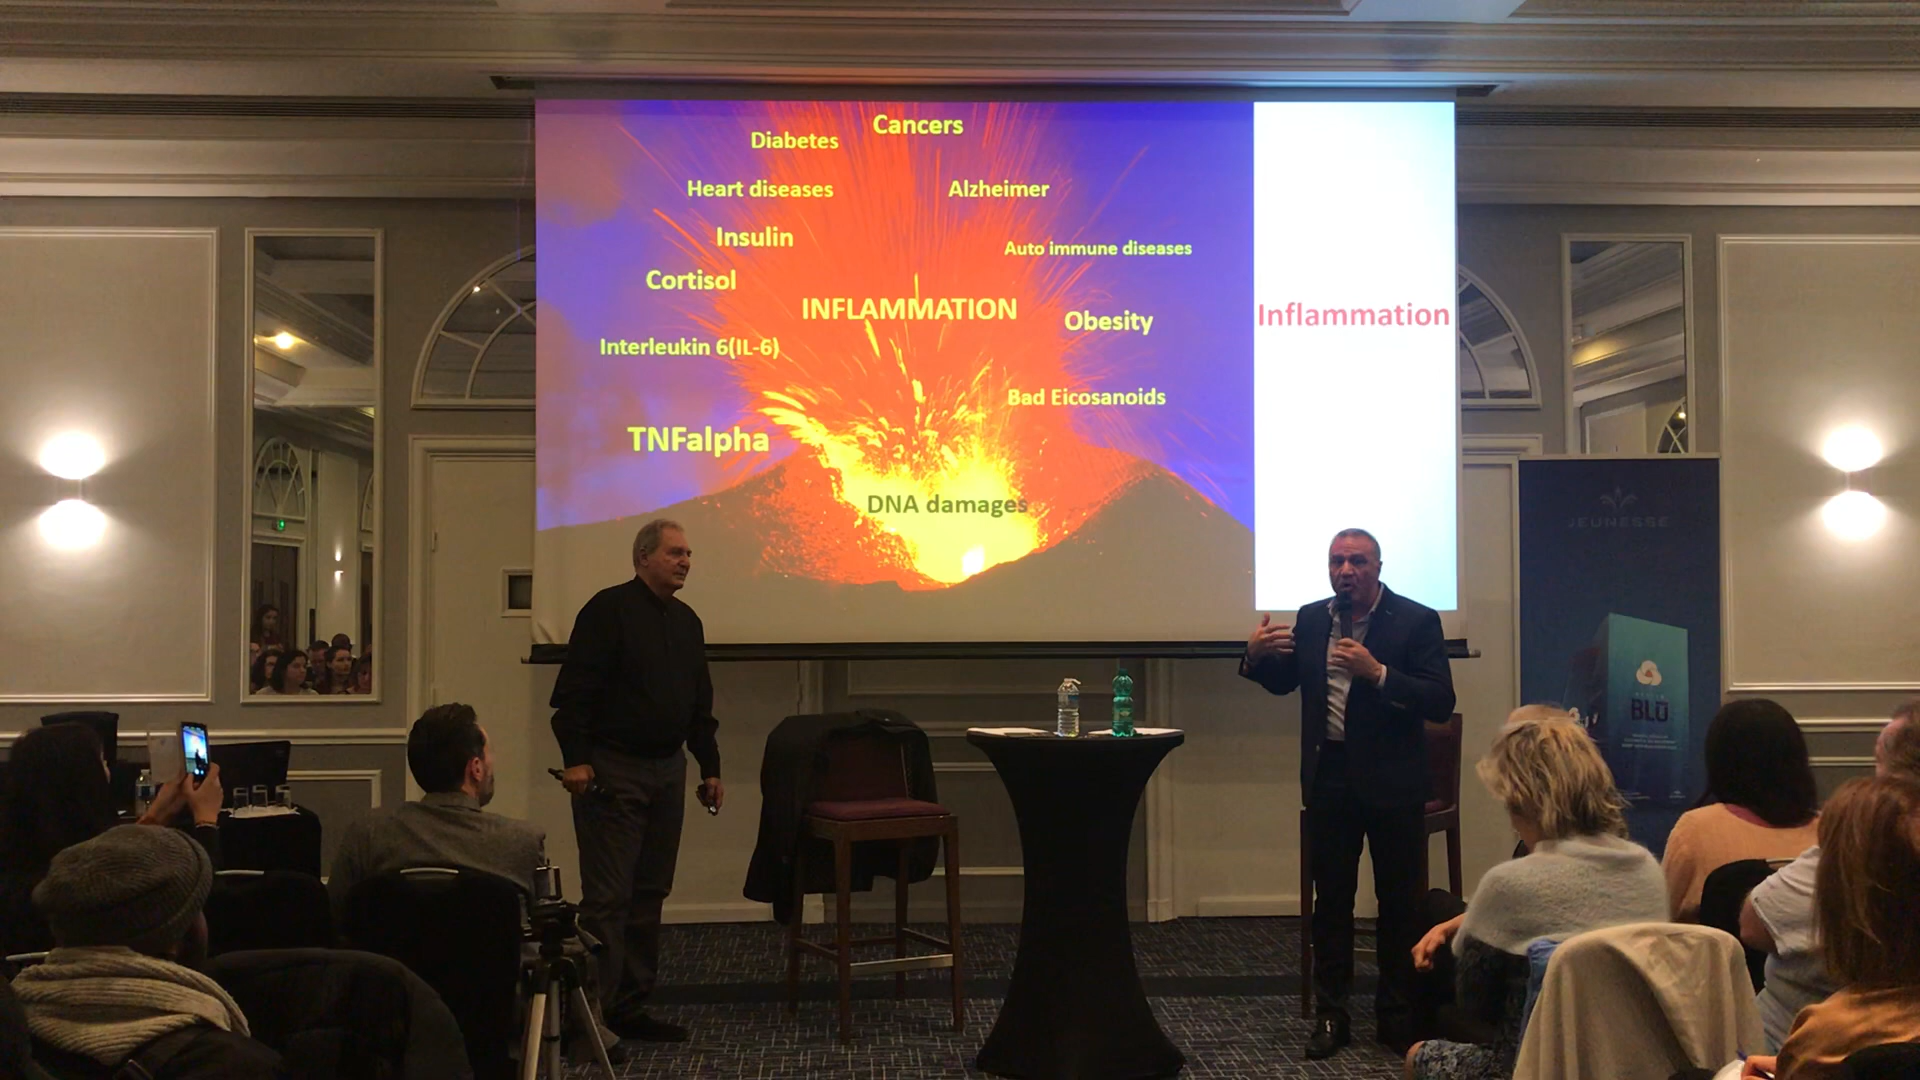 Cancers
Diabetes
Heart diseases
Alzheimer
Insulin
Auto immune diseases
Cortisol
INFLAMMATION
Obesity
Interleukin 6(IL-6)
Bad Eicosanoids
TNFalpha
DNA damages
Inflammation
JEUNESSE
BLŪ